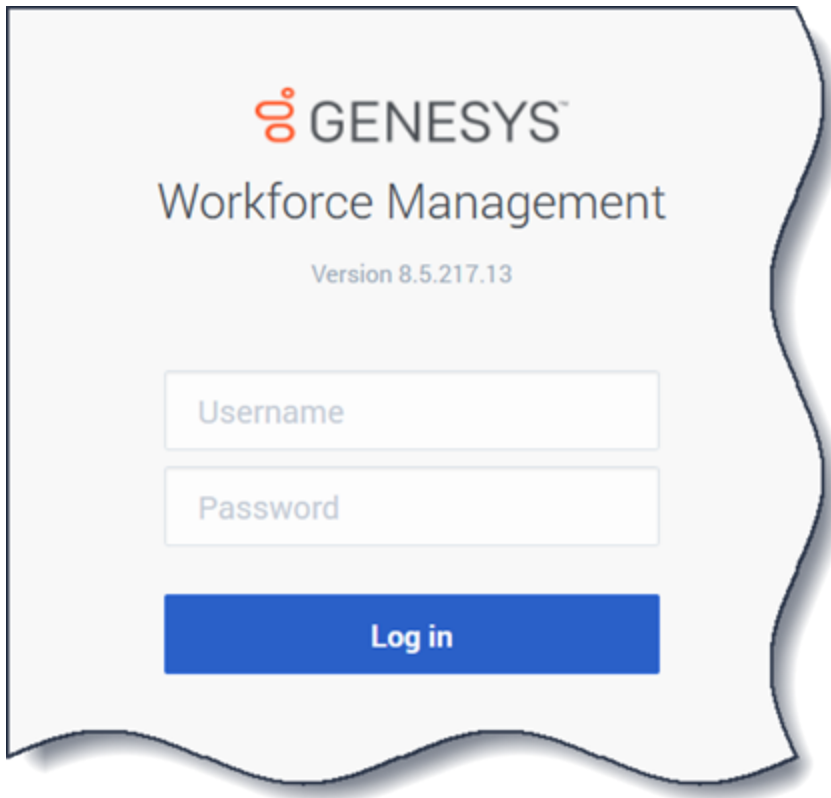 GENESYS™
Workforce Management
Version 8.5.217.13
Username
Password
Log in